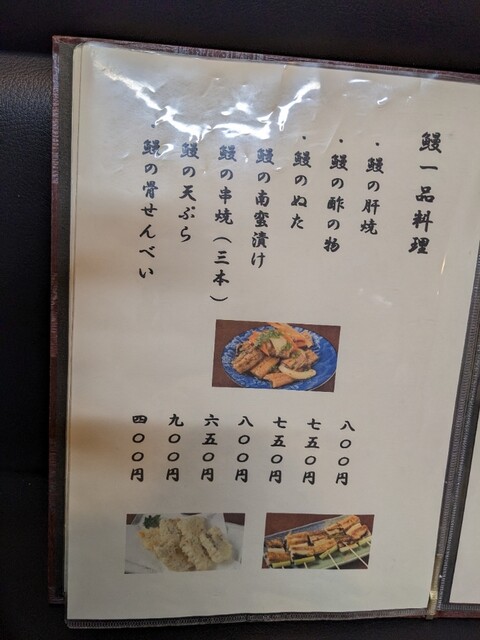 鰻一品料理
・鰻の肝焼
・鰻の酢の物
・鰻のぬた
鰻の南蛮漬け
鰻の串焼(三本)
鰻の天ぷら
・鰻の骨せんべい
八〇〇円
七五〇円
七五〇円
八〇〇円
六五〇円
九〇〇円
四〇〇円